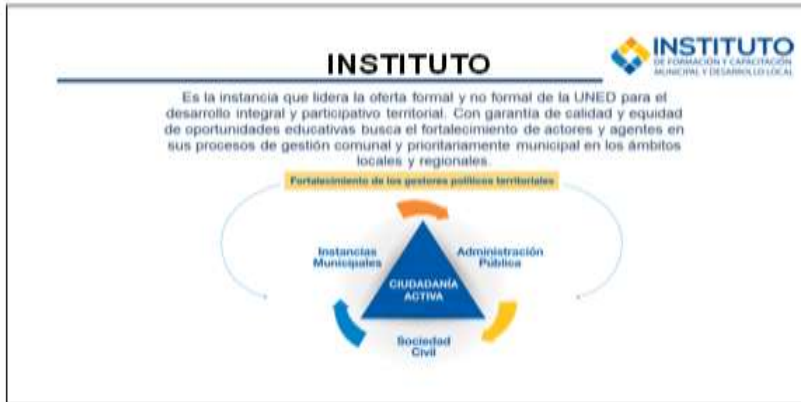 INSTITUTO
INSTITUTO
DE FORMACIÓN Y CAPACITACIÓN
MUNICIPAL Y DESARROLLO LOCAL
Es la instancia que lidera la oferta formal y no formal de la UNED para el
desarrollo integral y participativo territorial. Con garantía de calidad y equidad
de oportunidades educativas busca el fortalecimiento de actores y agentes en
sus procesos de gestión comunal y prioritariamente municipal en los ámbitos
locales y regionales.
Fortalecimiento de los gestores políticos territoriales
Instancias
Municipales
Administración
Pública
CIUDADANÍA
ACTIVA
Sociedad
Civil